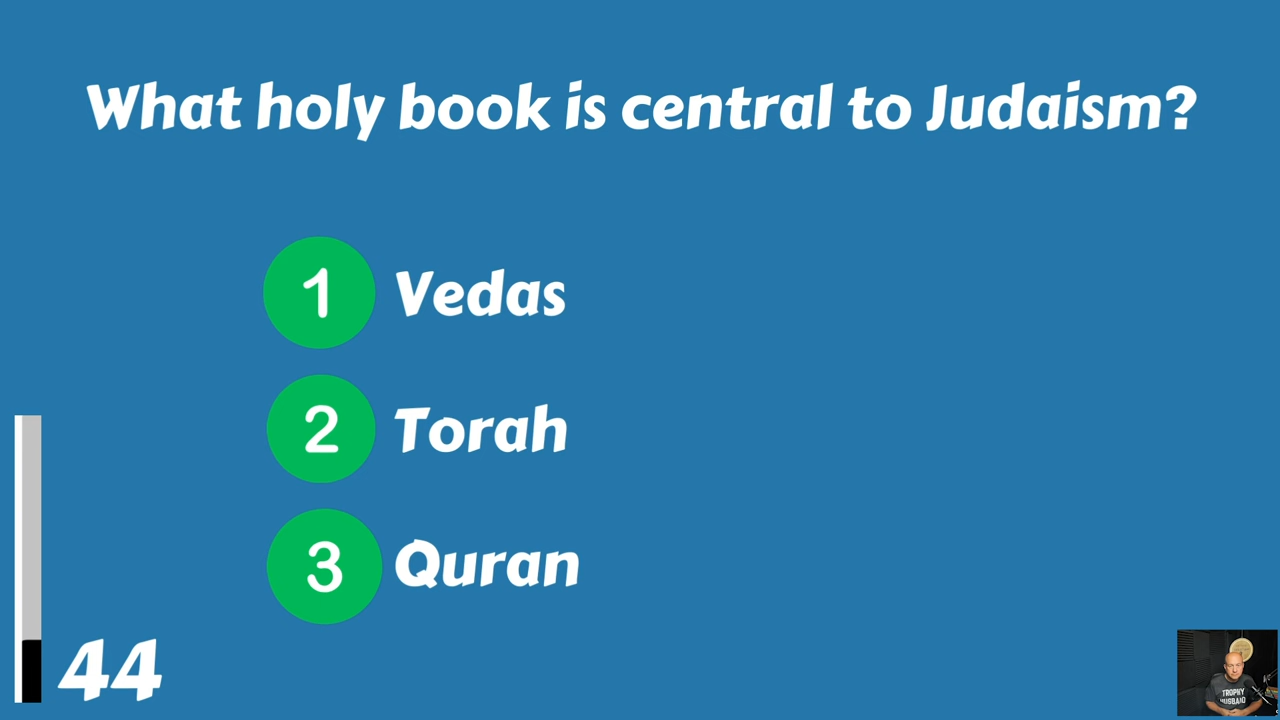 What holy book is central to Judaism?
1 Vedas
2 Torah
3 Quran
44
TROPHY
HUSBAND